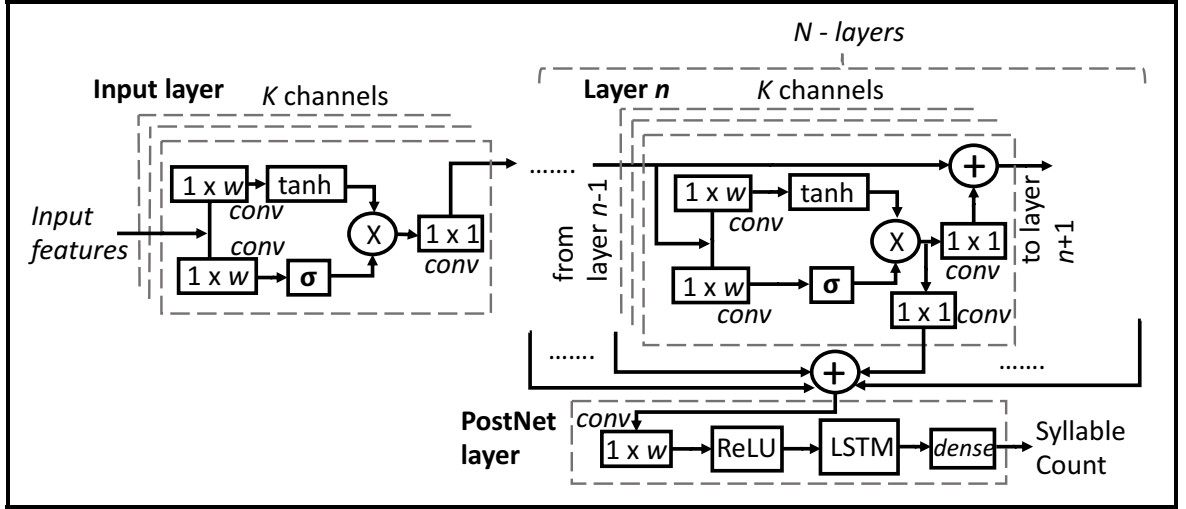 N - layers
Input layer
K channels
Layer n
K channels
1 x w
tanh
conv
Input
features
X
1 x 1
conv
conv
1 x w
σ
.......
from
layer n-1
1 x w
tanh
conv
X
1 x 1
conv
+
to layer
n+1
1 x w
σ
conv
1 x 1
conv
.......
.......
+
PostNet
layer
conv
1 x w
ReLU
LSTM
dense
Syllable
Count
.......